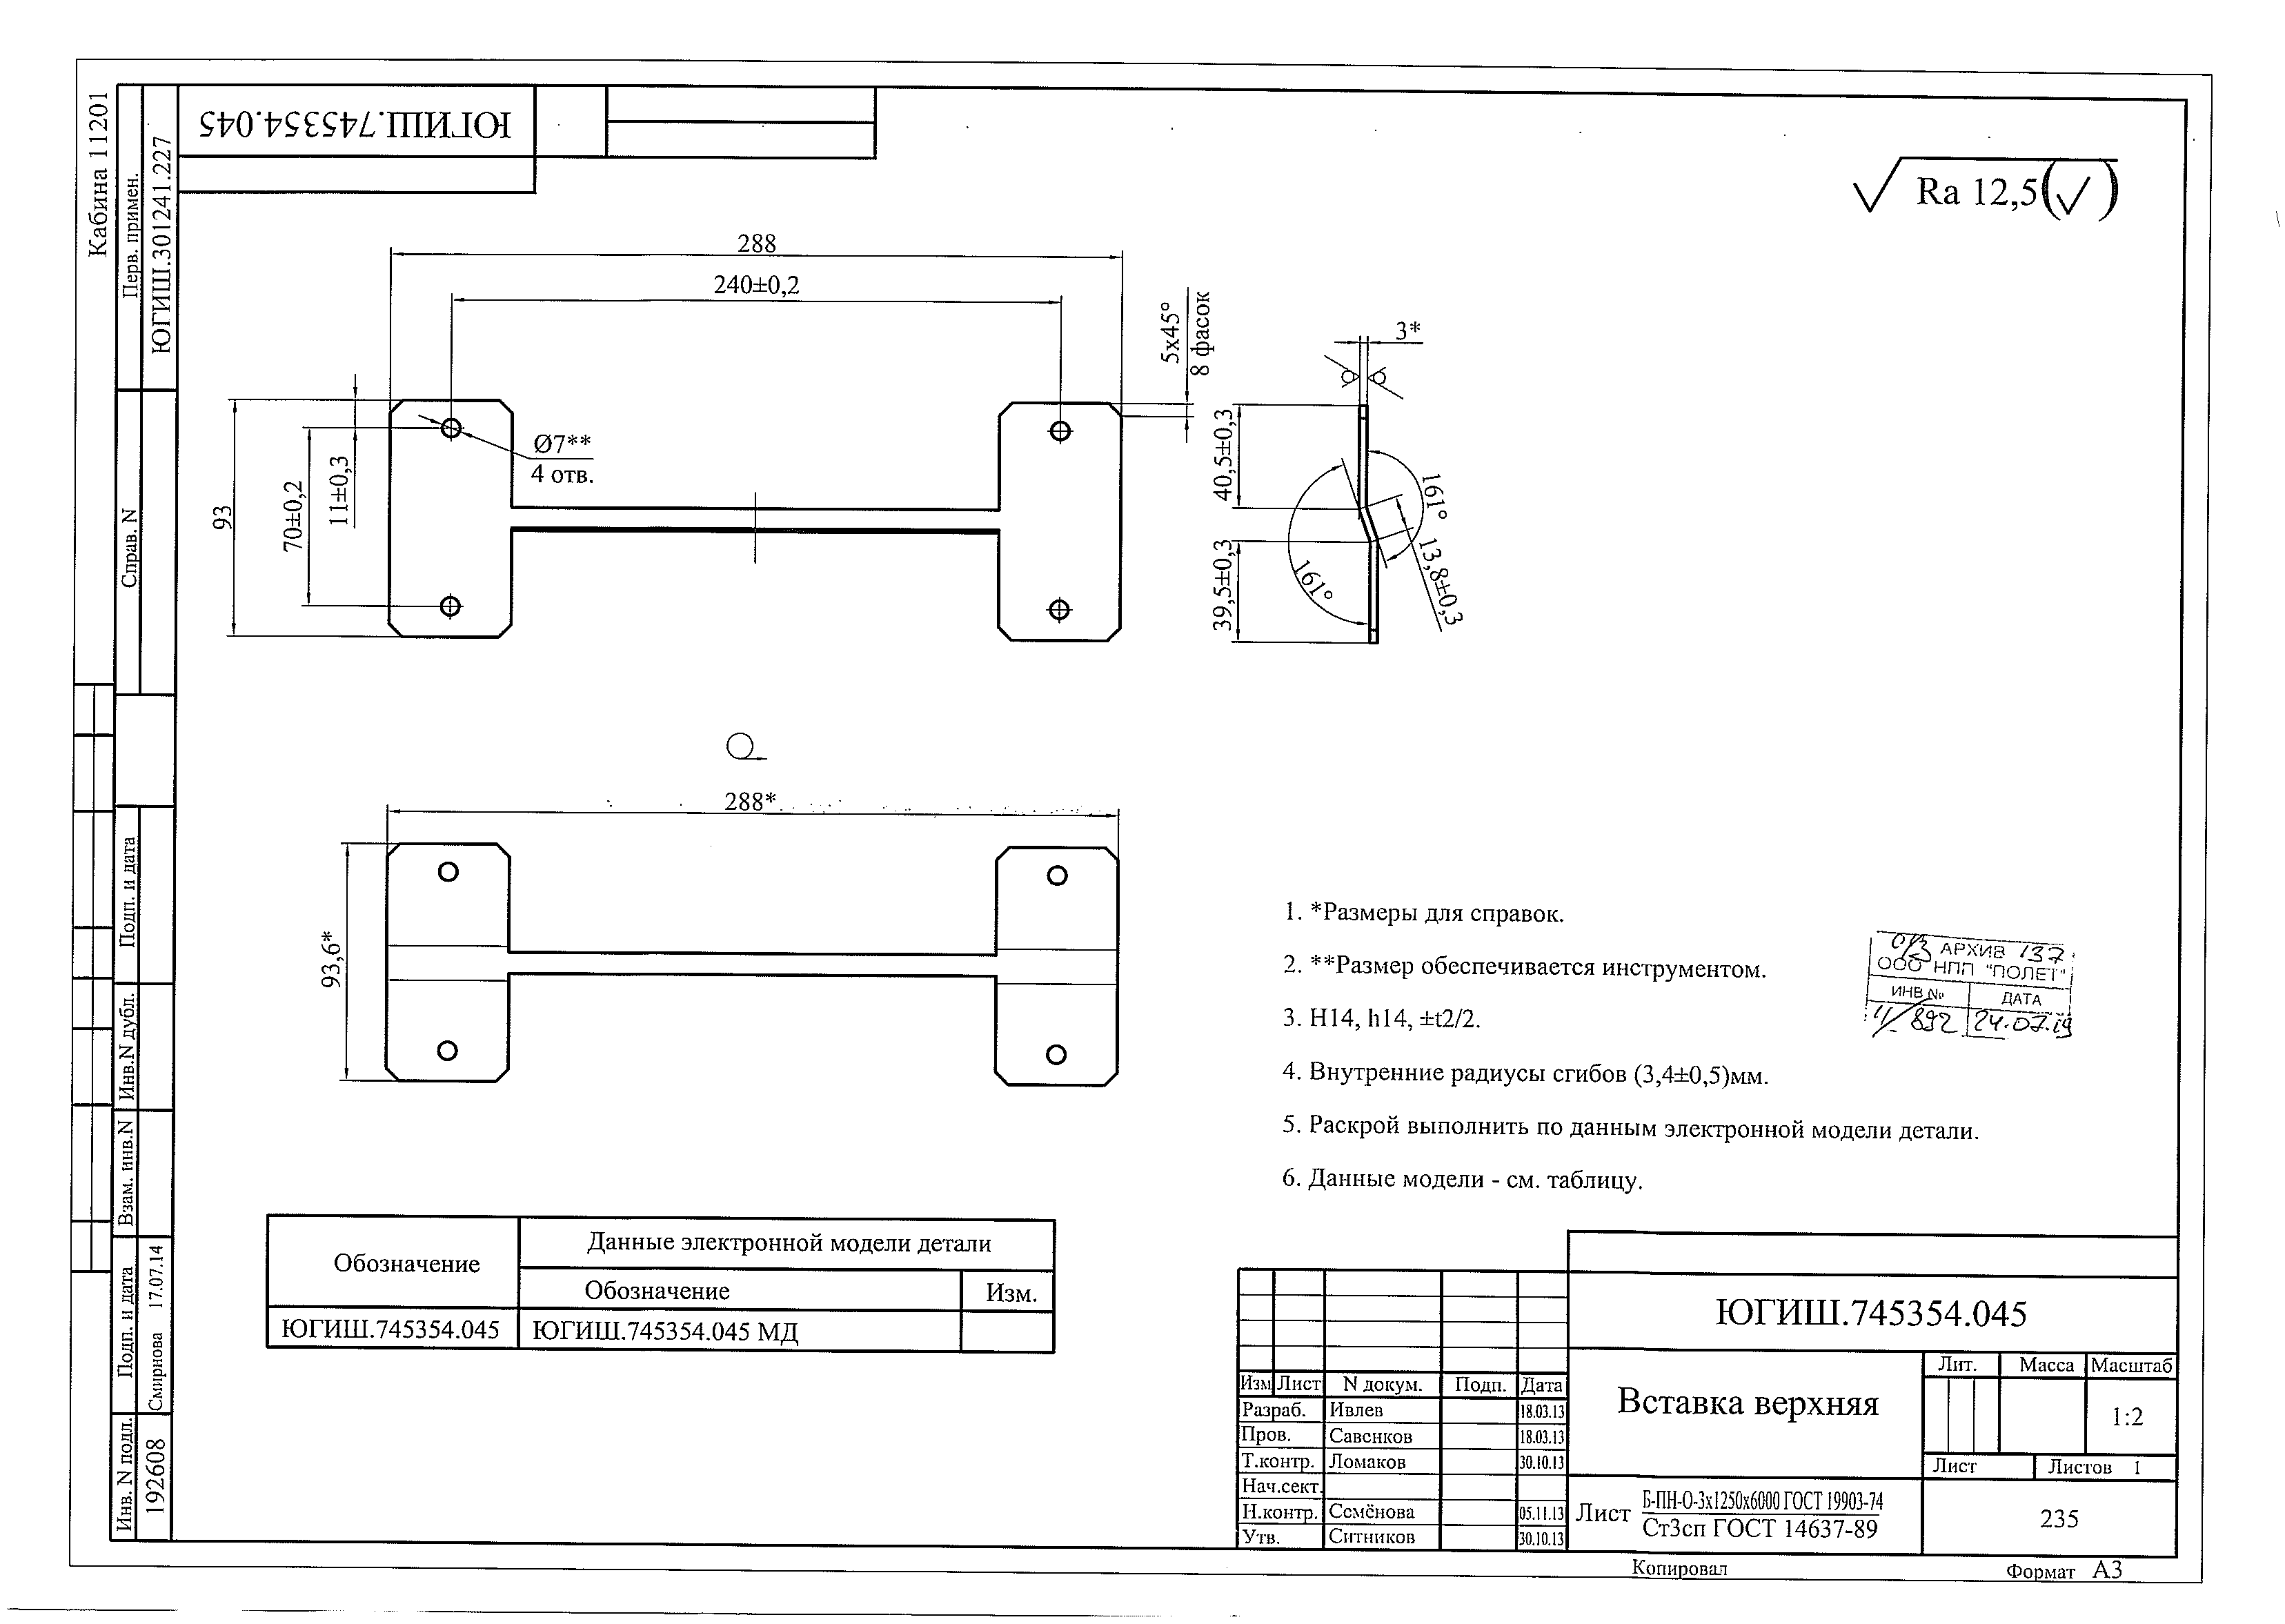 Кабина 11201
Перв. примен.
ЮГИШ.301241.227
Справ. N
Подп. и дата
Инв.N дубл.
Взам. инв.N
Подп. и дата
Смирнова 17.07.14
Инв. N подл.
192608
ЮГИШ.745354.045
Ra 12,5(√)
288
240±0,2
5x45°
8 фасок
3*
93
70±0,2
11±0,3
Ø7**
4 отв.
40,5±0,3
39,5±0,3
161°
161°
13,8±0,3
288*
93,6*
1. *Размеры для справок.
2. **Размер обеспечивается инструментом.
3. H14, h14, ±t2/2.
4. Внутренние радиусы сгибов (3,4±0,5)мм.
5. Раскрой выполнить по данным электронной модели детали.
6. Данные модели - см. таблицу.
АРХИВ 137
ООО НПП "ПОЛЕТ"
ИНВ № ДАТА
11/892 24.07.19
Обозначение
Данные электронной модели детали
Обозначение Изм.
ЮГИШ.745354.045 ЮГИШ.745354.045 МД
ЮГИШ.745354.045
Вставка верхняя
Лит. Масса Масштаб
1:2
Лист Листов 1
Изм Лист N докум. Подп. Дата
Разраб. Ивлев 18.03.13
Пров. Савенков 18.03.13
Т.контр. Ломаков 30.10.13
Нач.сект.
Н.контр. Семёнова 05.11.13
Утв. Ситников 30.10.13
Лист Б-ПН-О-3х1250х6000 ГОСТ 19903-74
Ст3сп ГОСТ 14637-89
235
Копировал
Формат А3